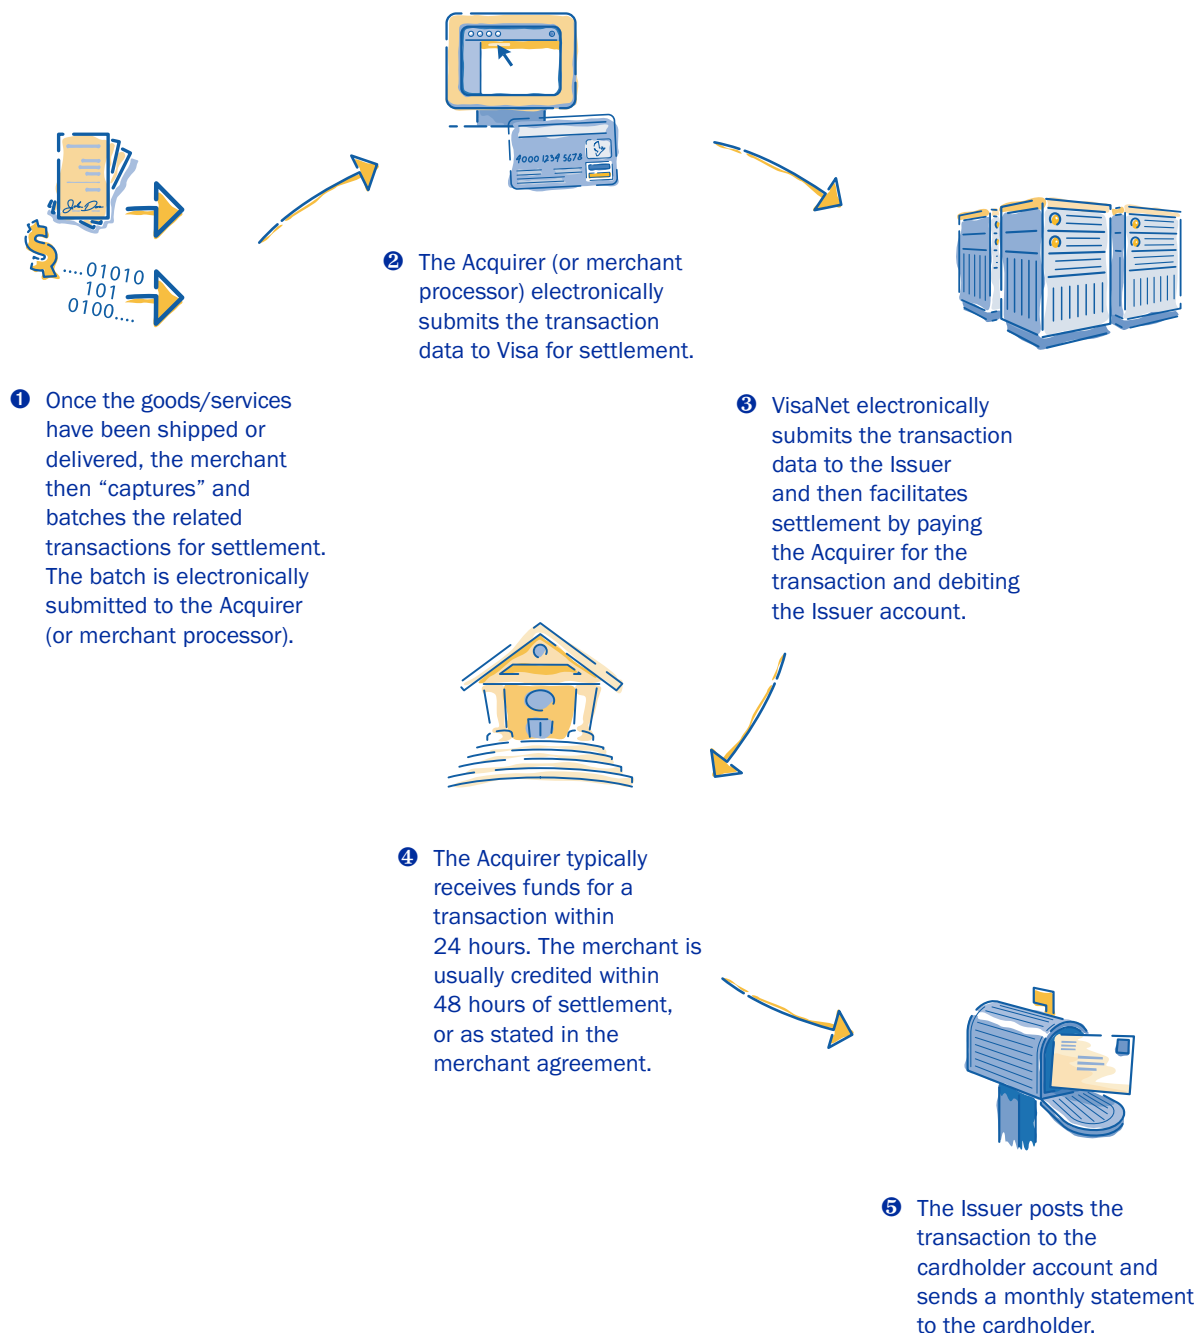 John Doe
$
....01010
101
0100....
4000 1234 5678
❶ Once the goods/services
have been shipped or
delivered, the merchant
then “captures” and
batches the related
transactions for settlement.
The batch is electronically
submitted to the Acquirer
(or merchant processor).
❷ The Acquirer (or merchant
processor) electronically
submits the transaction
data to Visa for settlement.
❸ VisaNet electronically
submits the transaction
data to the Issuer
and then facilitates
settlement by paying
the Acquirer for the
transaction and debiting
the Issuer account.
❹ The Acquirer typically
receives funds for a
transaction within
24 hours. The merchant is
usually credited within
48 hours of settlement,
or as stated in the
merchant agreement.
❺ The Issuer posts the
transaction to the
cardholder account and
sends a monthly statement
to the cardholder.